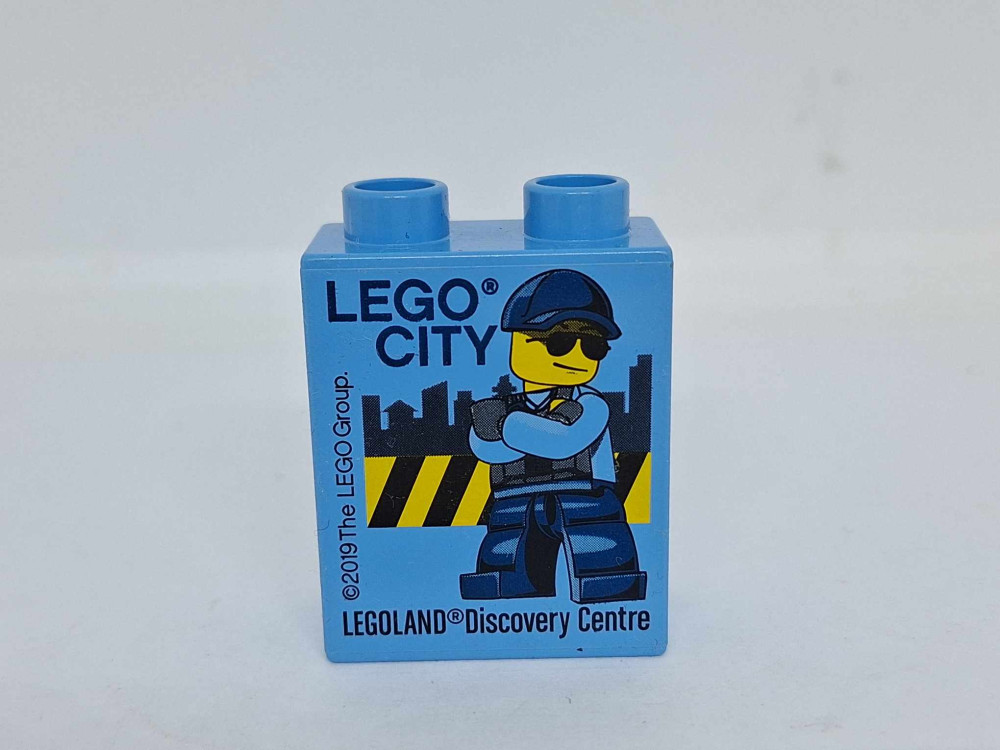 LEGO®
CITY
©2019 The LEGO Group.
LEGOLAND® Discovery Centre